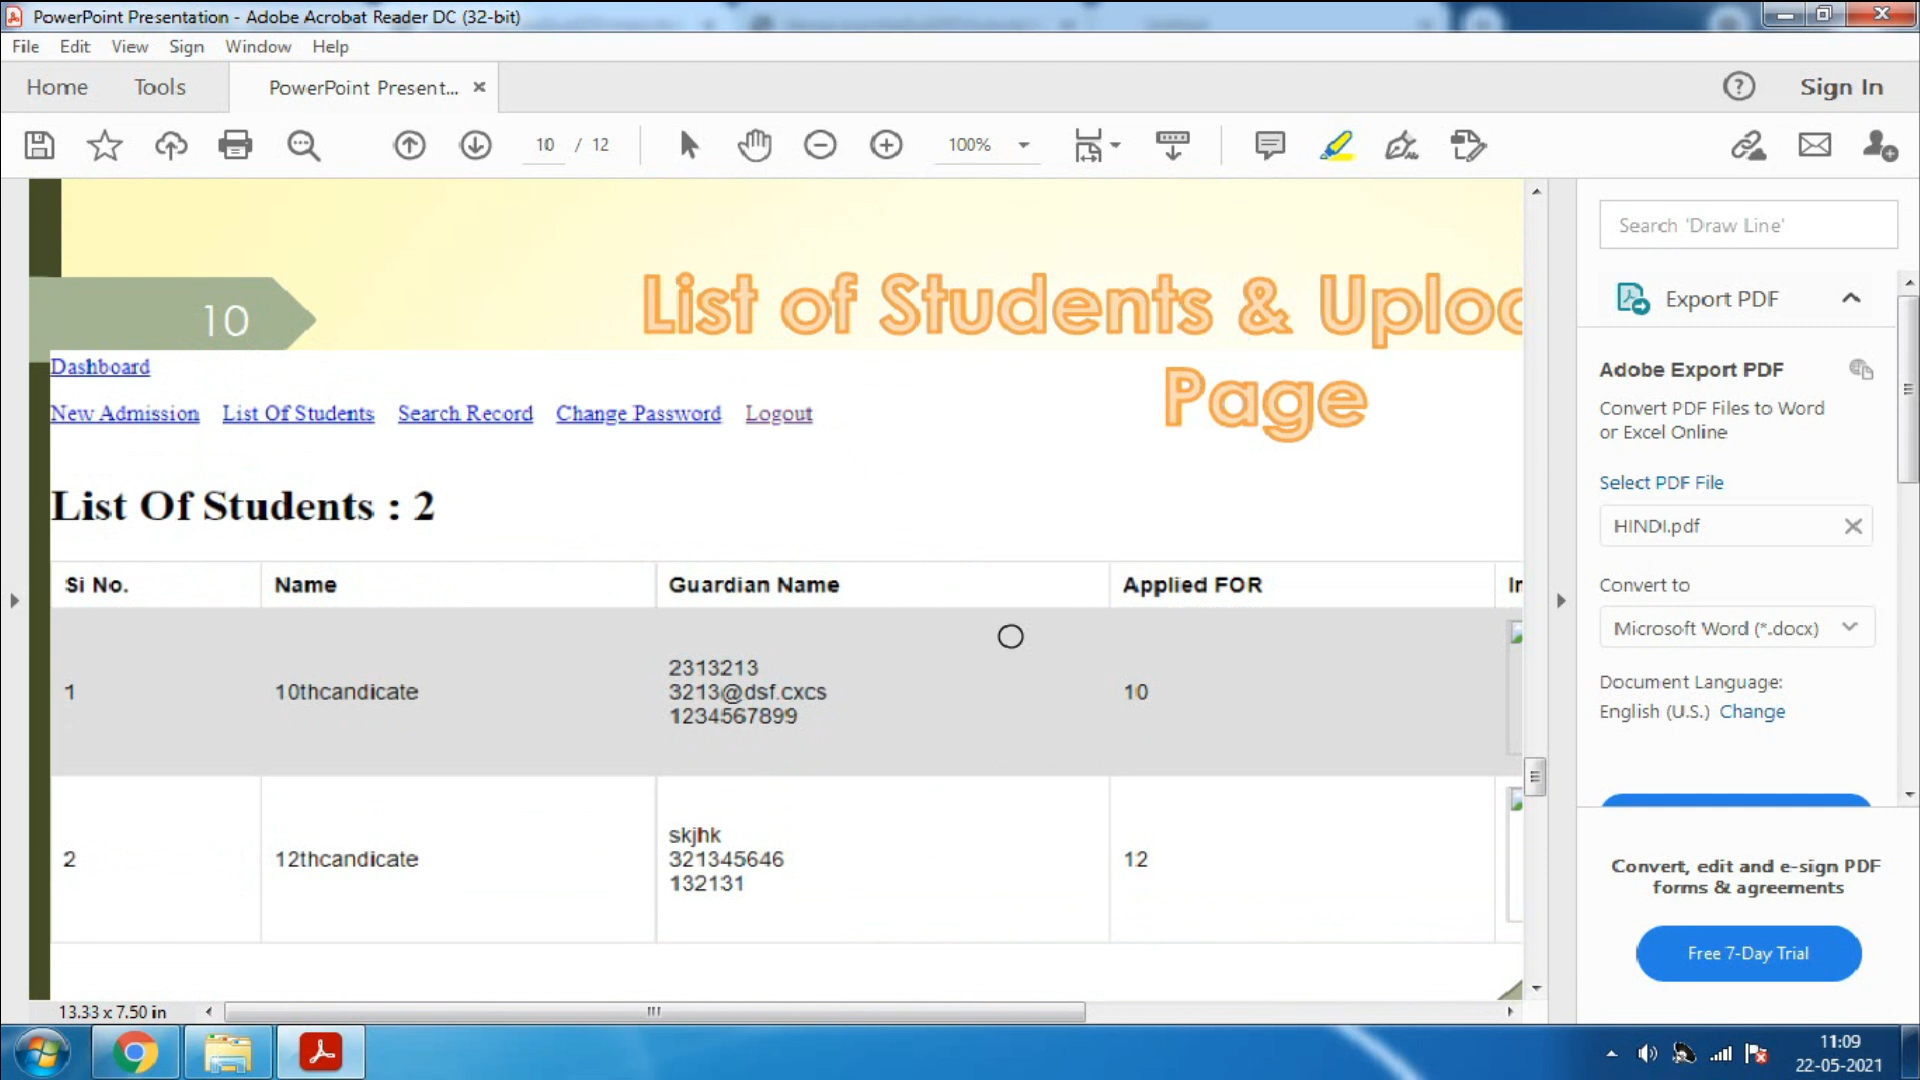 PowerPoint Presentation - Adobe Acrobat Reader DC (32-bit)
File Edit View Sign Window Help
Home Tools PowerPoint Present... Sign In
10 / 12 100%
10
List of Students & Uploa
Page
Dashboard
New Admission List Of Students Search Record Change Password Logout
List Of Students : 2
Si No. Name Guardian Name Applied FOR
1 10thcandicate 2313213
3213@dsf.cxcs
1234567899
10
2 12thcandicate skjhk
321345646
132131
12
13.33 x 7.50 in
Search 'Draw Line'
Export PDF
Adobe Export PDF
Convert PDF Files to Word
or Excel Online
Select PDF File
HINDI.pdf
Convert to
Microsoft Word (*.docx)
Document Language:
English (U.S.) Change
Convert, edit and e-sign PDF
forms & agreements
Free 7-Day Trial
11:09
22-05-2021